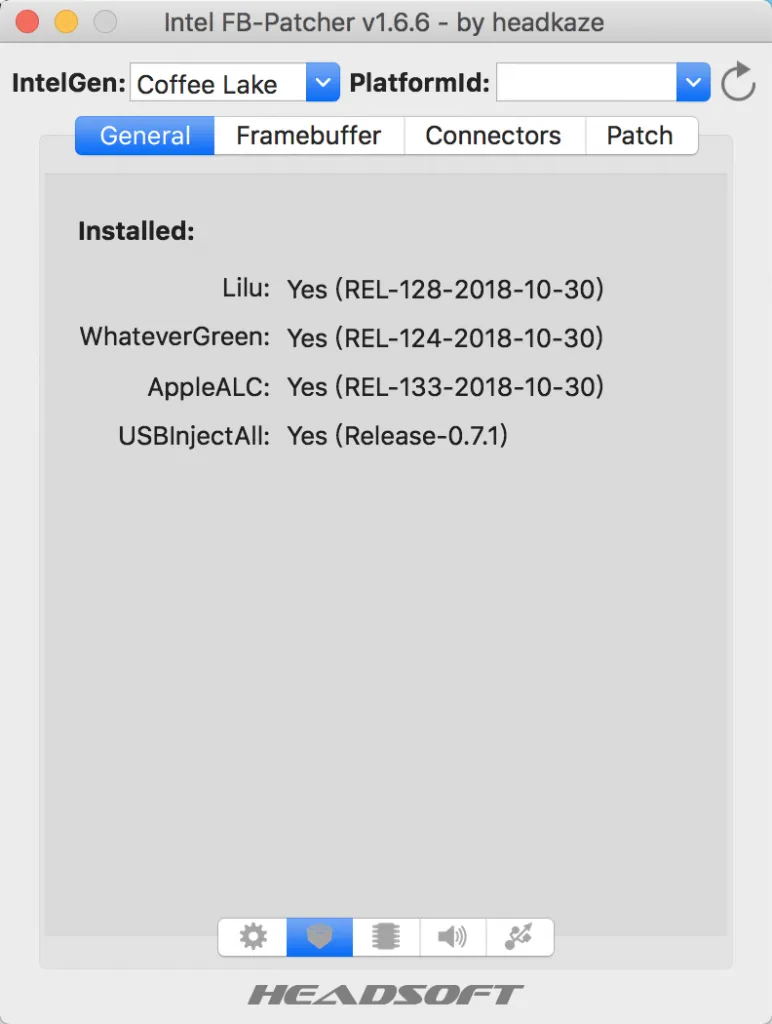 Intel FB-Patcher v1.6.6 - by headkaze
IntelGen: Coffee Lake PlatformId:
General Framebuffer Connectors Patch
Installed:
Lilu: Yes (REL-128-2018-10-30)
WhateverGreen: Yes (REL-124-2018-10-30)
AppleALC: Yes (REL-133-2018-10-30)
USBInjectAll: Yes (Release-0.7.1)
HEADSOFT